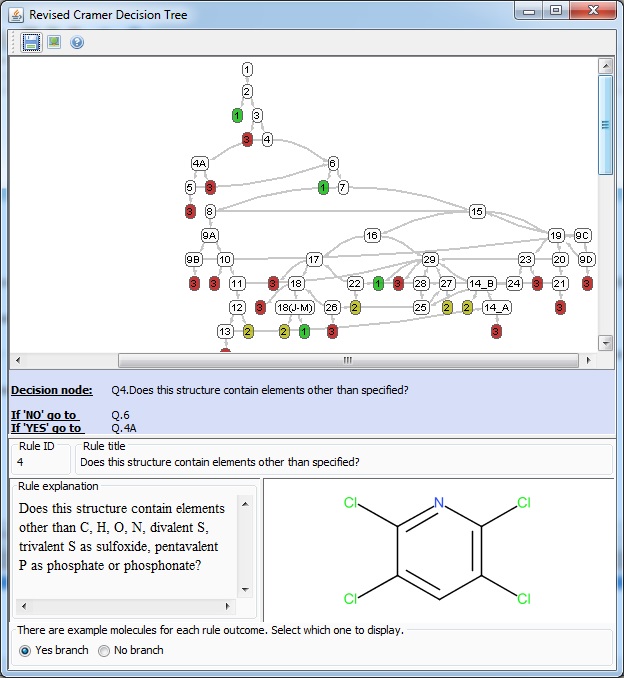 Revised Cramer Decision Tree
1
2
1 3
3 4
4A 6
5 3 1 7
3 8 15
9A 16 19 9C
9B 10 17 29 23 20 9D
3 3 11 3 18 22 1 3 28 27 14_B 24 3 21 3
12 3 18(J-M) 26 2 25 2 2 14_A 3
13 2 2 1 3 3
Decision node: Q4.Does this structure contain elements other than specified?
If 'NO' go to Q.6
If 'YES' go to Q.4A
Rule ID Rule title
4 Does this structure contain elements other than specified?
Rule explanation
Does this structure contain elements
other than C, H, O, N, divalent S,
trivalent S as sulfoxide, pentavalent
P as phosphate or phosphonate?
Cl N Cl
Cl Cl
There are example molecules for each rule outcome. Select which one to display.
Yes branch No branch